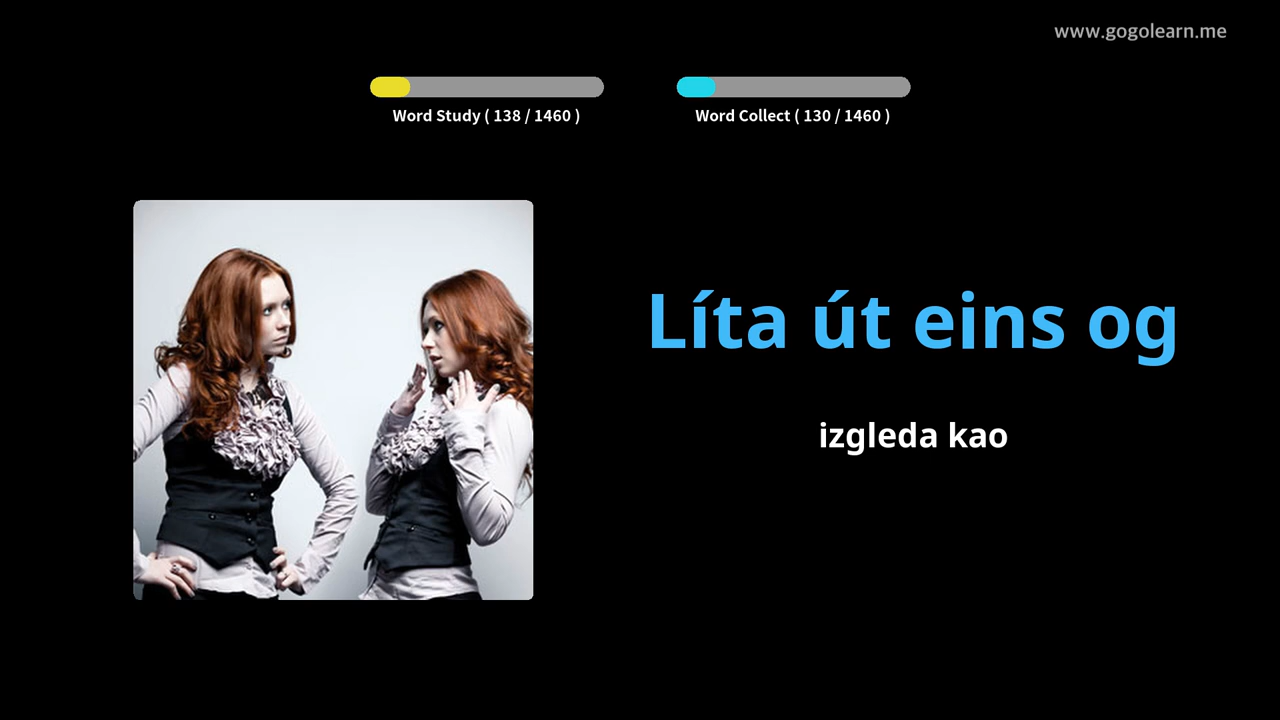 www.gogolearn.me
Word Study ( 138 / 1460 )
Word Collect ( 130 / 1460 )
Líta út eins og
izgleda kao